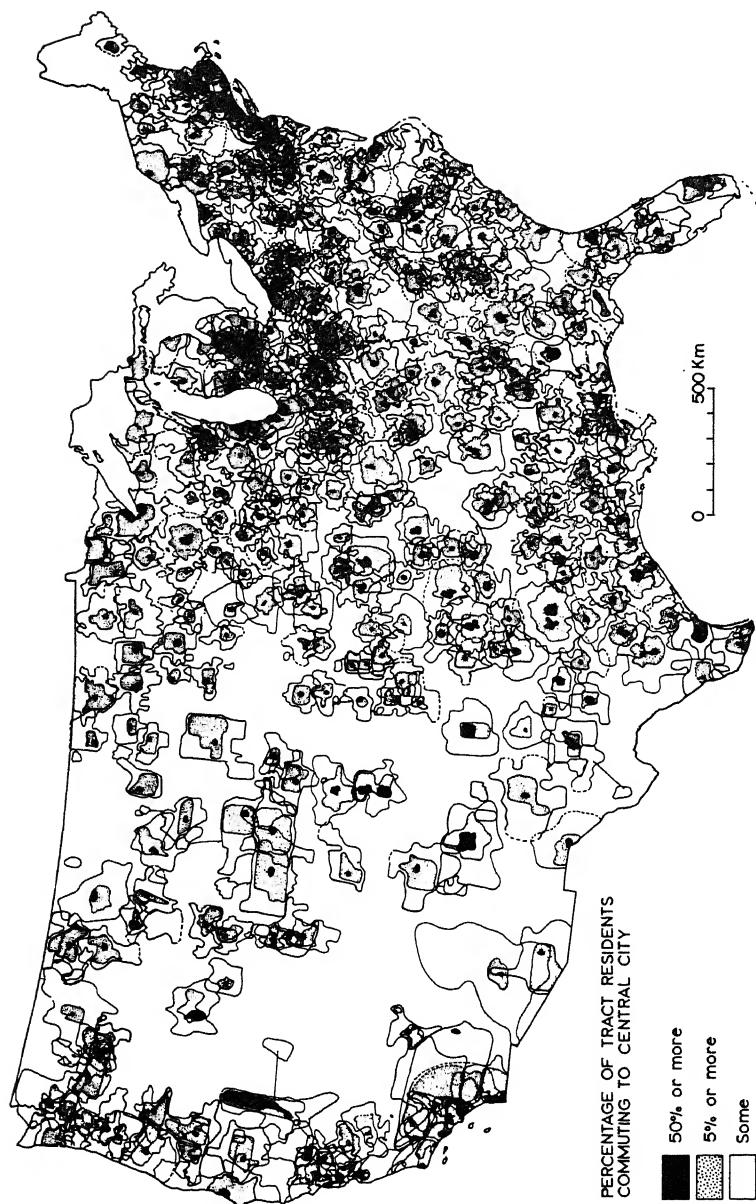 PERCENTAGE OF TRACT RESIDENTS
COMMUTING TO CENTRAL CITY
50% or more
5% or more
Some
0
500 Km